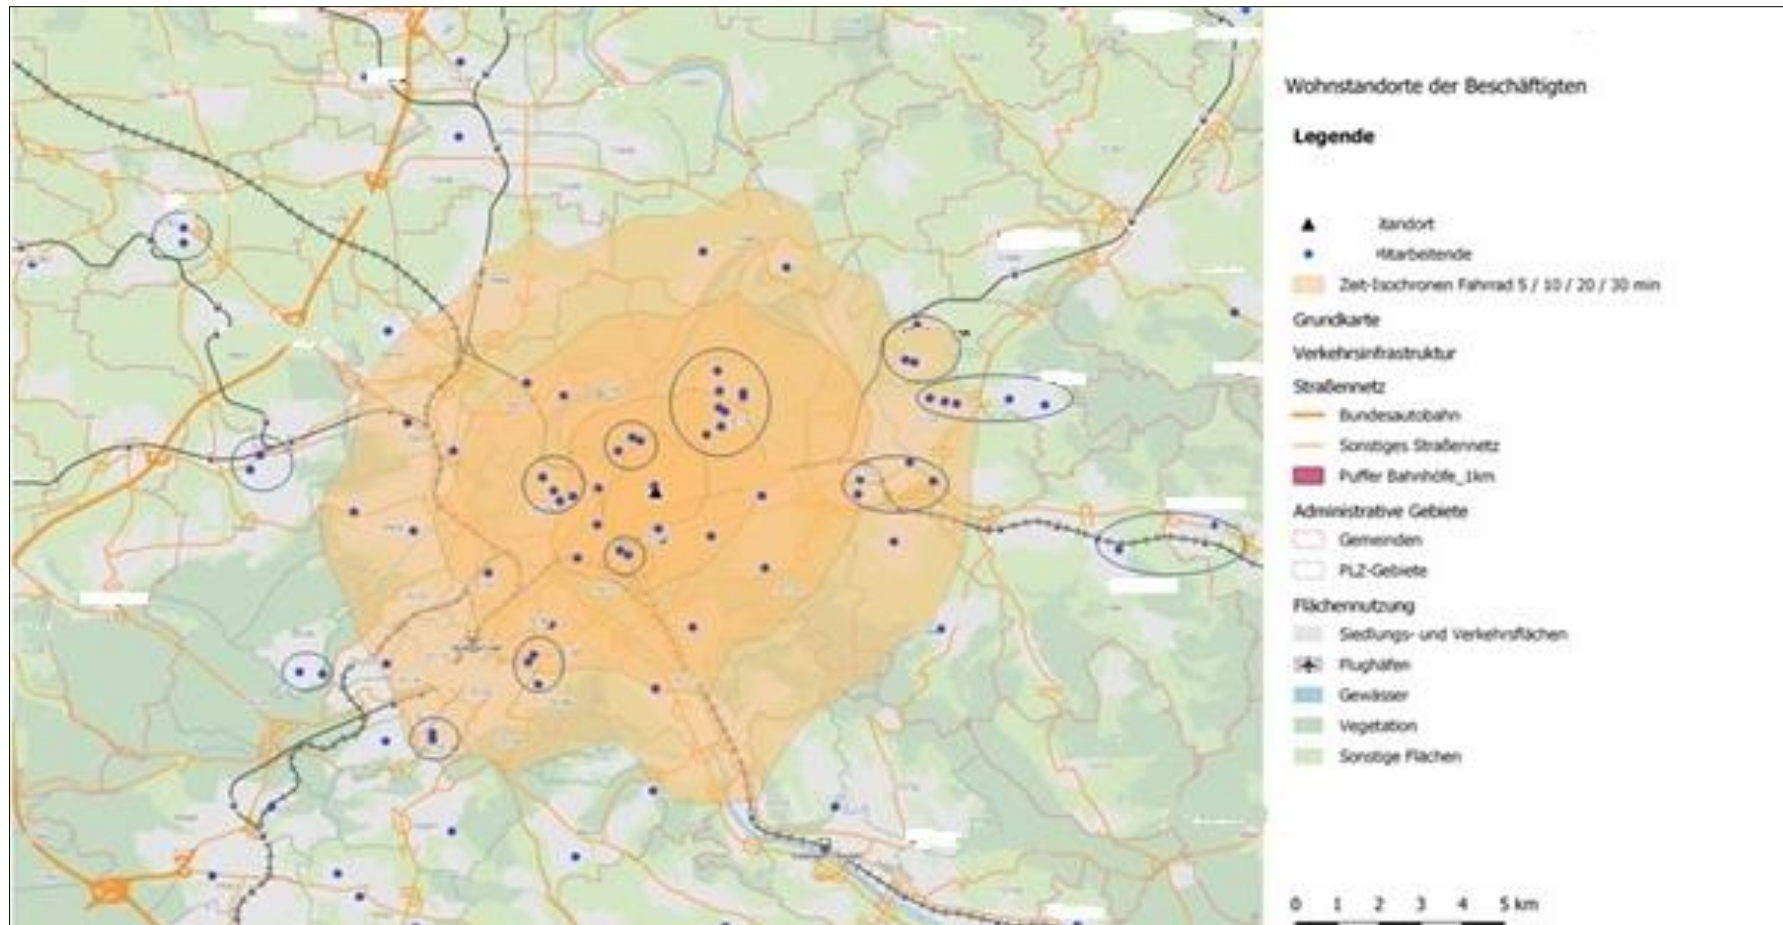 Wohnstandorte der Beschäftigten
Legende
Standort
Mitarbeitende
Zeit-Isochronen Fahrrad 5 / 10 / 20 / 30 min
Grundkarte
Verkehrsinfrastruktur
Straßennetz
Bundesautobahn
Sonstiges Straßennetz
Puffer Bahnhöfe_1km
Administrative Gebiete
Gemeinden
PLZ-Gebiete
Flächennutzung
Siedlungs- und Verkehrsflächen
Flughäfen
Gewässer
Vegetation
Sonstige Flächen
0 1 2 3 4 5 km